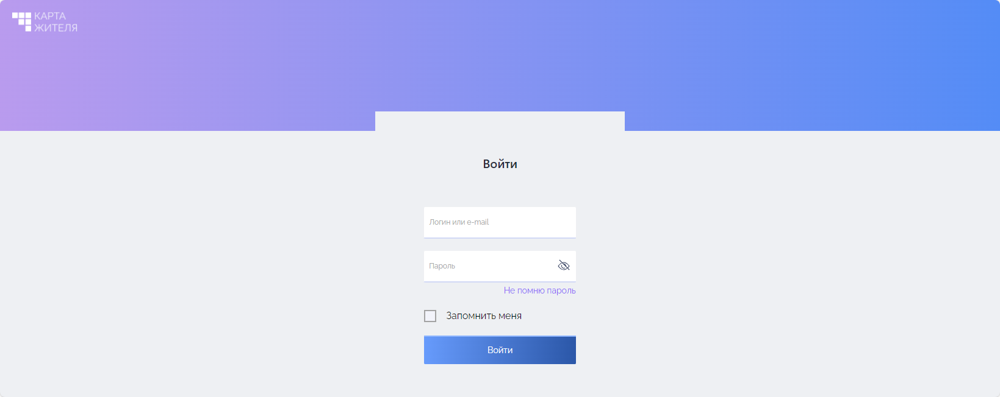 КАРТА
ЖИТЕЛЯ
Войти
Логин или e-mail
Пароль
Не помню пароль
Запомнить меня
Войти